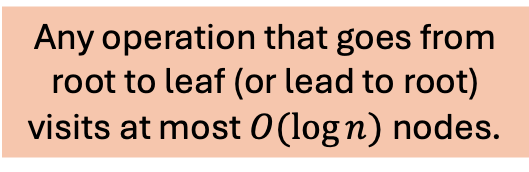 Any operation that goes from
root to leaf (or lead to root)
visits at most O(log n) nodes.